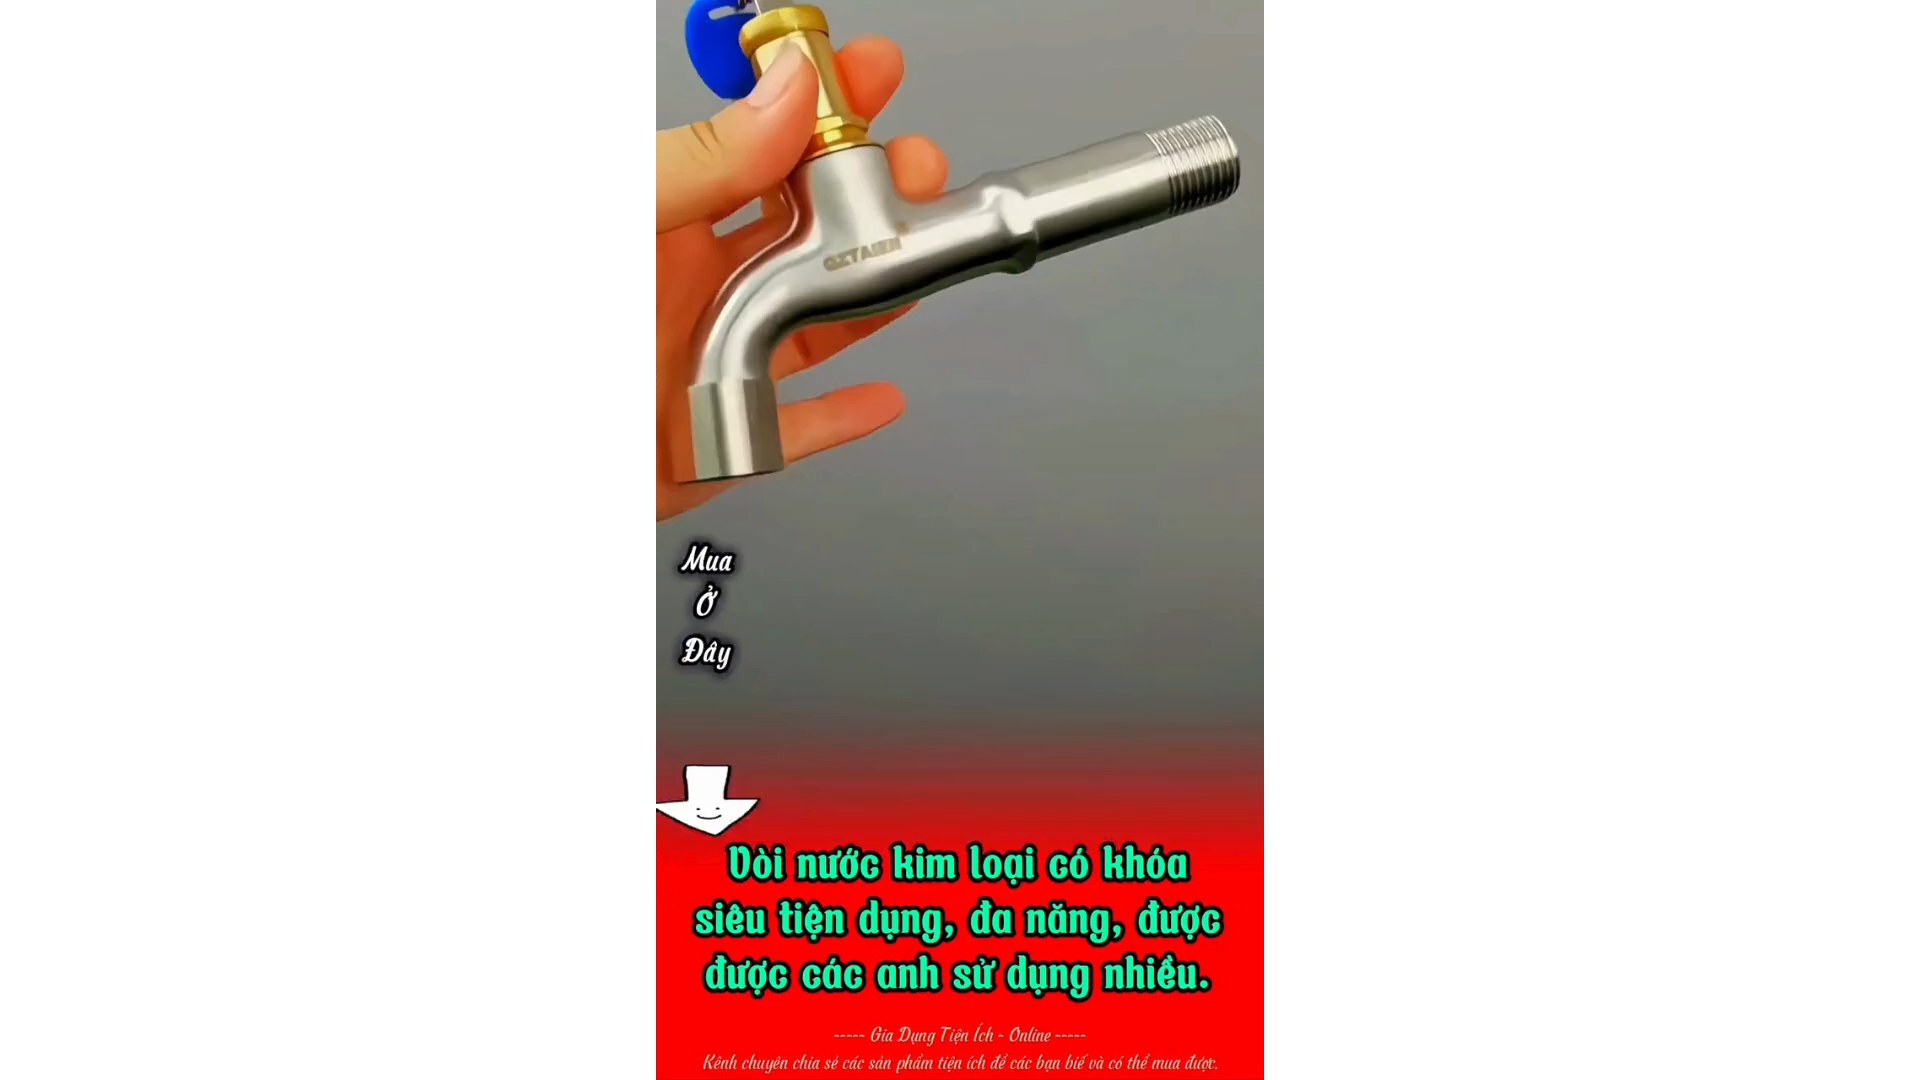 Mua
Ở
Đây
Vòi nước kim loại có khóa
siêu tiện dụng, đa năng, được
được các anh sử dụng nhiều.
----- Gia Dụng Tiện Ích - Online -----
Kênh chuyên chia sẻ các sản phẩm tiện ích để các bạn biế và có thể mua được.